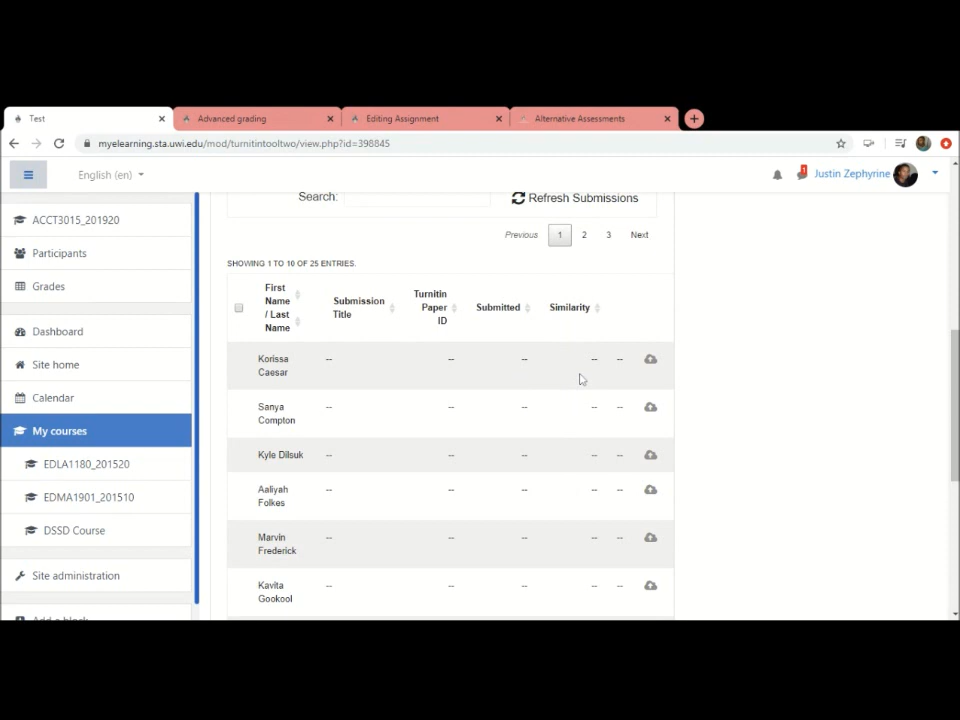 Test
Advanced grading
Editing Assignment
Alternative Assessments
myelearning.sta.uwi.edu/mod/turnitintooltwo/view.php?id=398845
English (en)
Justin Zephyrine
ACCT3015_201920
Participants
Grades
Dashboard
Site home
Calendar
My courses
EDLA1180_201520
EDMA1901_201510
DSSD Course
Site administration
Add a block
Search:
Refresh Submissions
Previous 1 2 3 Next
SHOWING 1 TO 10 OF 25 ENTRIES.
First
Name
/ Last
Name
Submission
Title
Turnitin
Paper
ID
Submitted
Similarity
Korissa
Caesar
-- -- -- -- --
Sanya
Compton
-- -- -- -- --
Kyle Dilsuk -- -- -- -- --
Aaliyah
Folkes
-- -- -- -- --
Marvin
Frederick
-- -- -- -- --
Kavita
Gookool
-- -- -- -- --